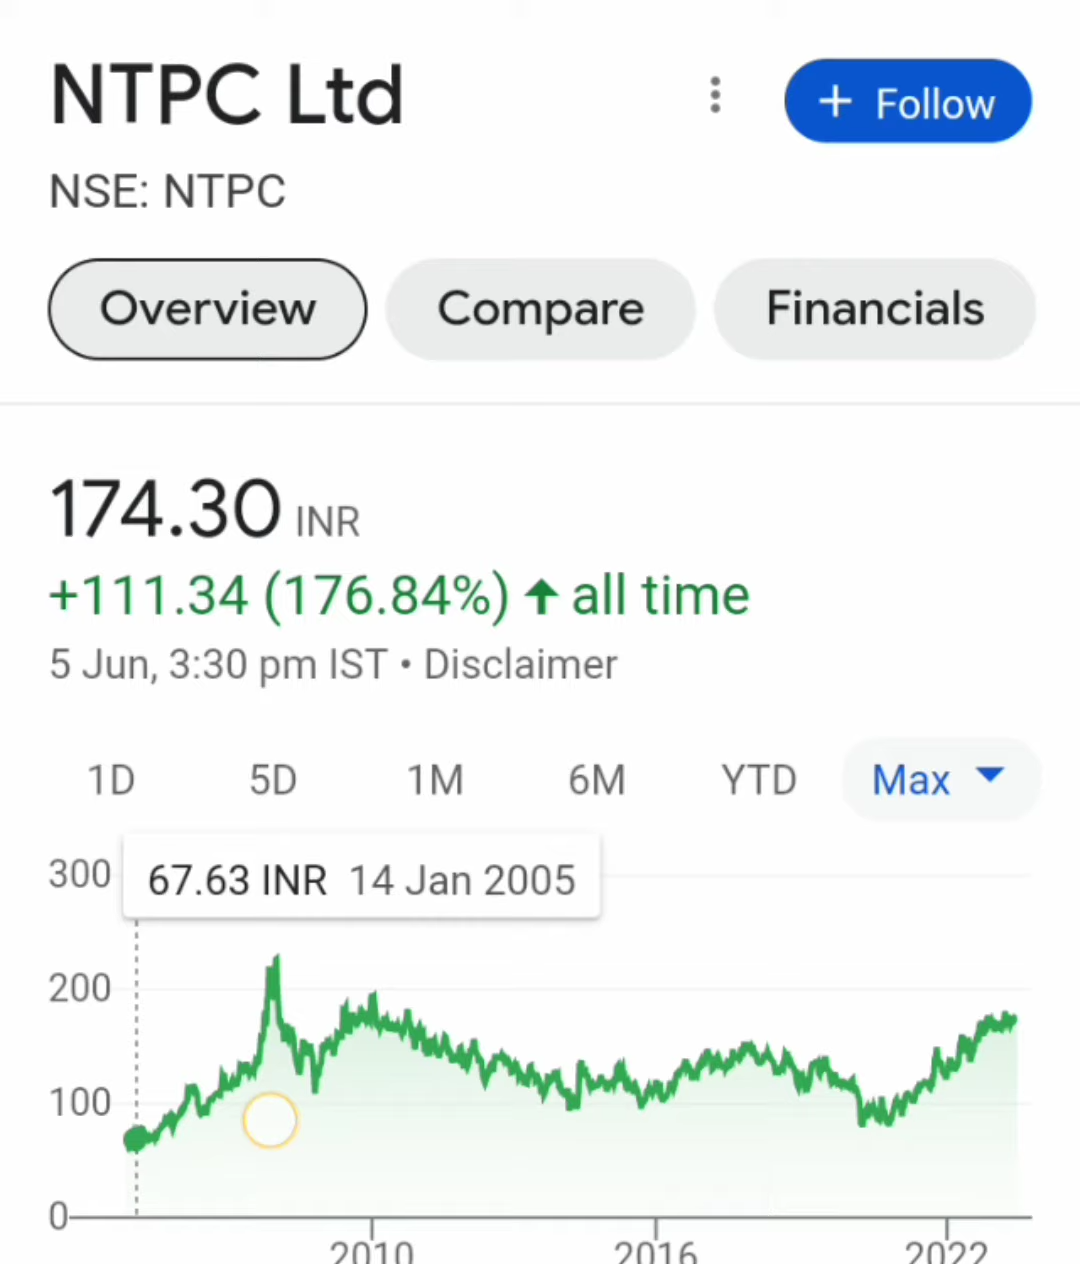 NTPC Ltd
+ Follow
NSE: NTPC
Overview Compare Financials
174.30 INR
+111.34 (176.84%) ↑ all time
5 Jun, 3:30 pm IST • Disclaimer
1D 5D 1M 6M YTD Max
300
67.63 INR 14 Jan 2005
200
100
0
2010 2016 2022